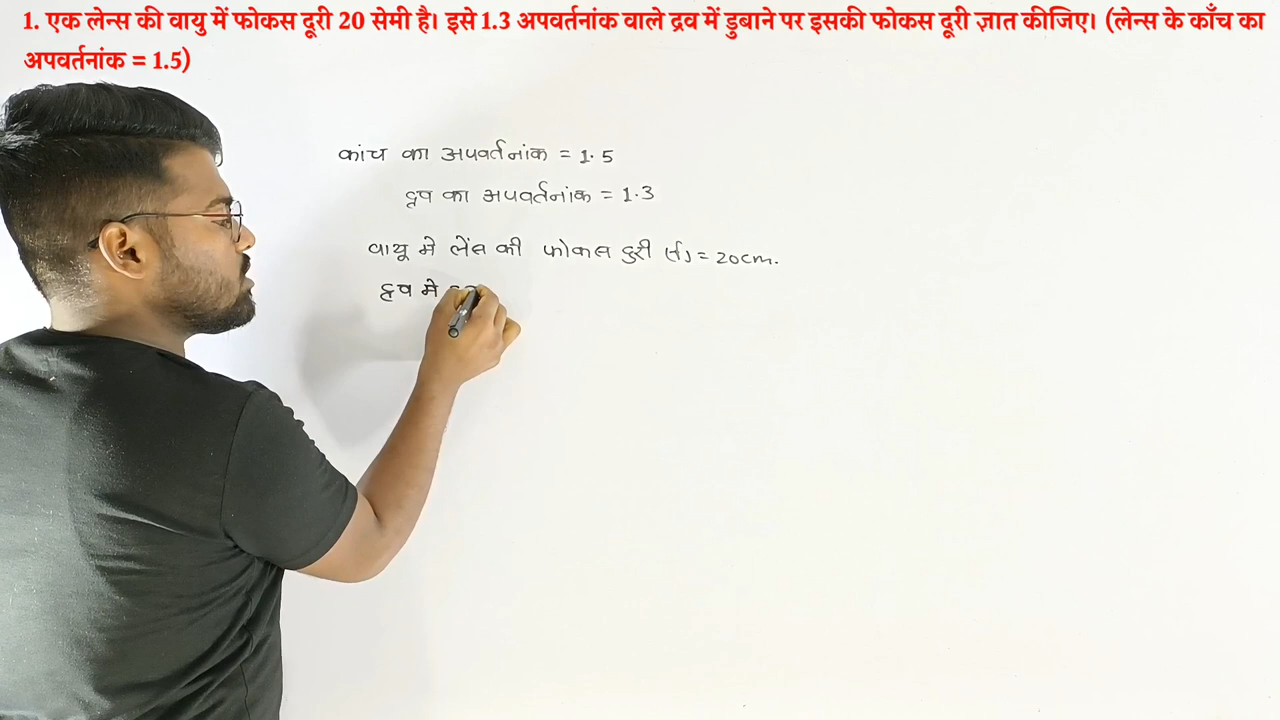 1. एक लेन्स की वायु में फोकस दूरी 20 सेमी है। इसे 1.3 अपवर्तनांक वाले द्रव में डुबाने पर इसकी फोकस दूरी ज्ञात कीजिए। (लेन्स के काँच का
अपवर्तनांक = 1.5)
कांच का अपवर्तनांक = 1.5
द्रव का अपवर्तनांक = 1.3
वायू मे लेंस की फोकस दुरी (f) = 20cm.
द्रव मे